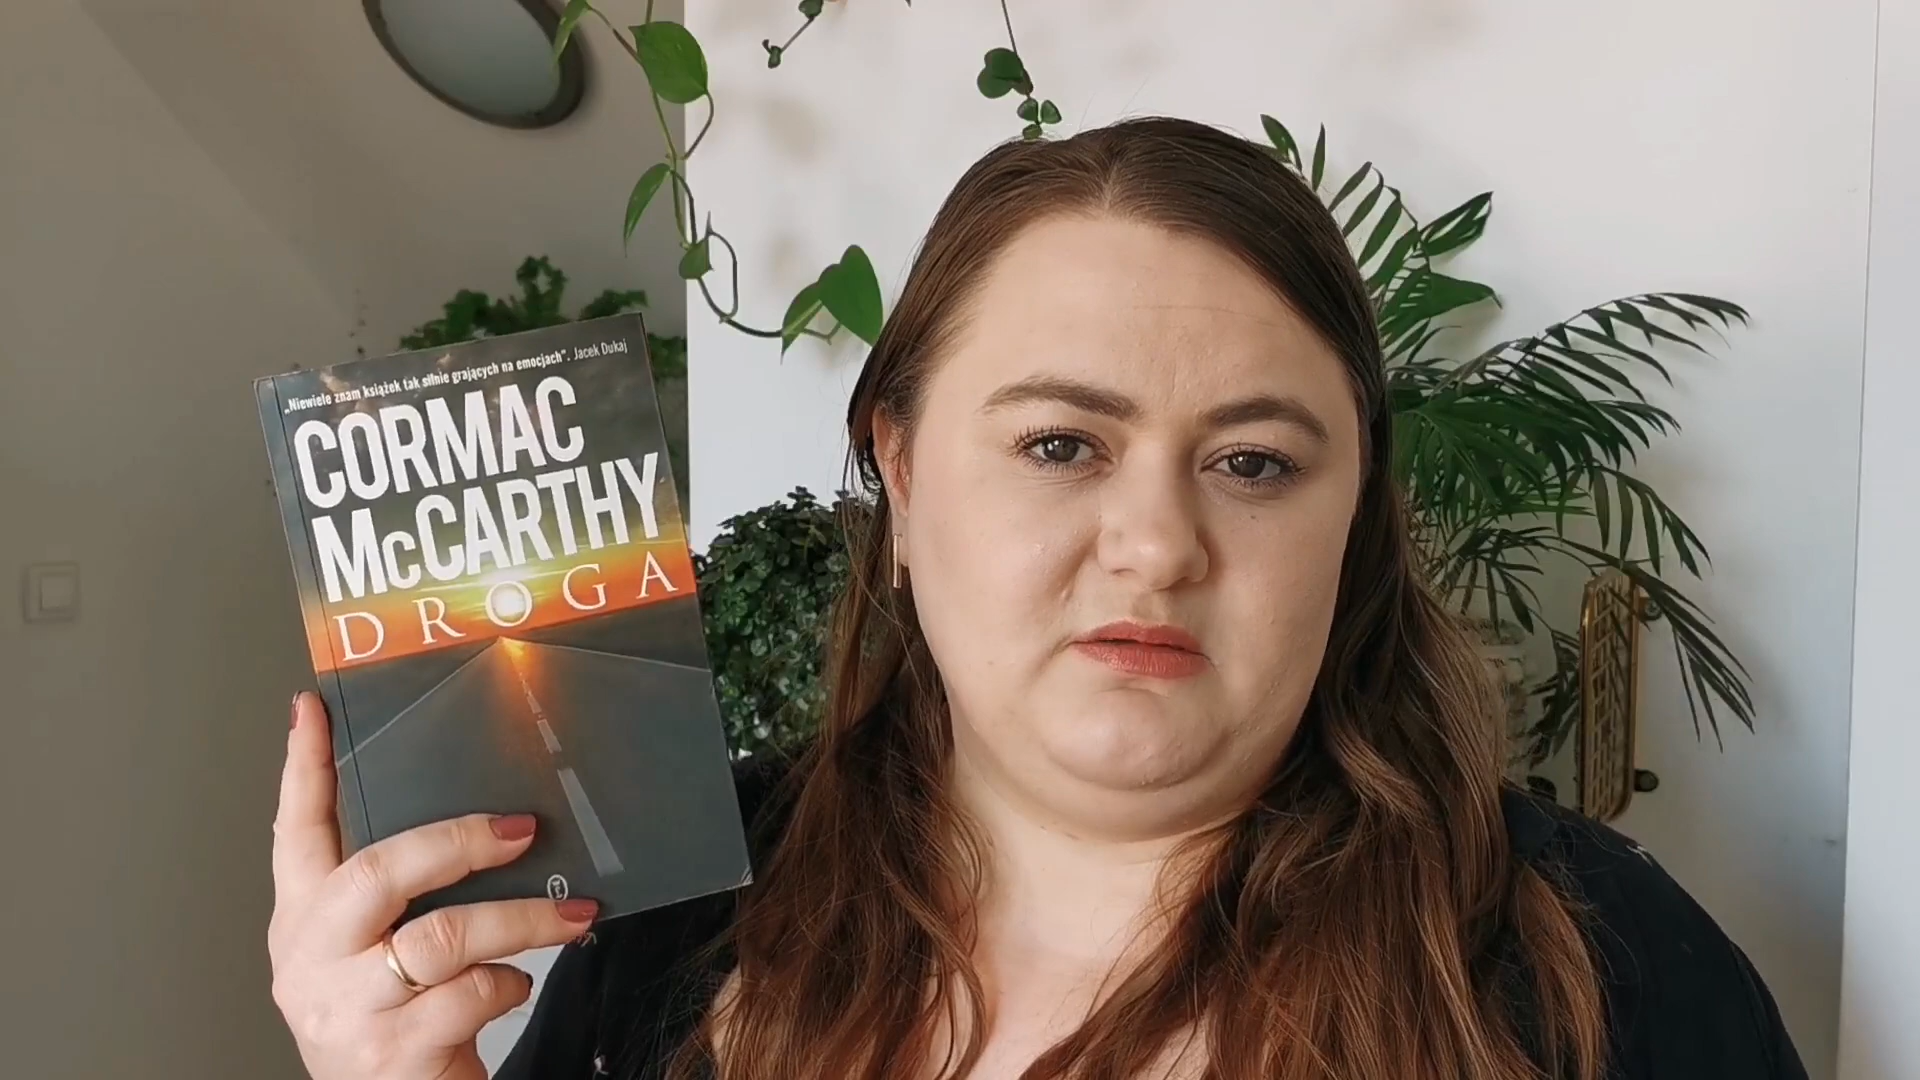 „Niewiele znam książek tak silnie grających na emocjach". Jacek Dukaj
CORMAC
McCARTHY
DROGA